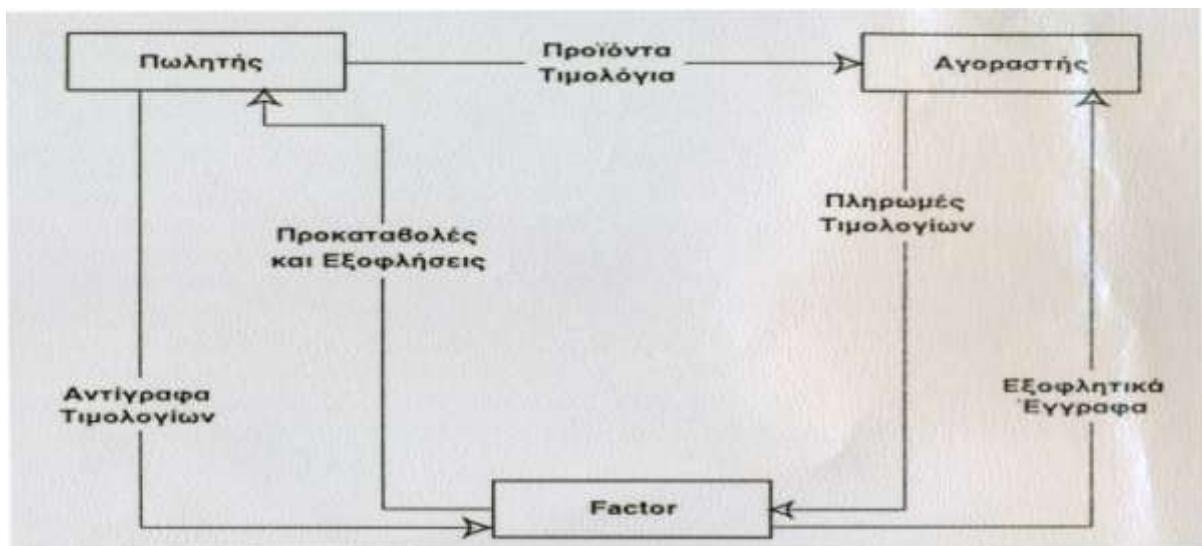 Πωλητής
Προϊόντα
Τιμολόγια
Αγοραστής
Προκαταβολές
και Εξοφλήσεις
Πληρωμές
Τιμολογίων
Αντίγραφα
Τιμολογίων
Εξοφλητικά
Έγγραφα
Factor